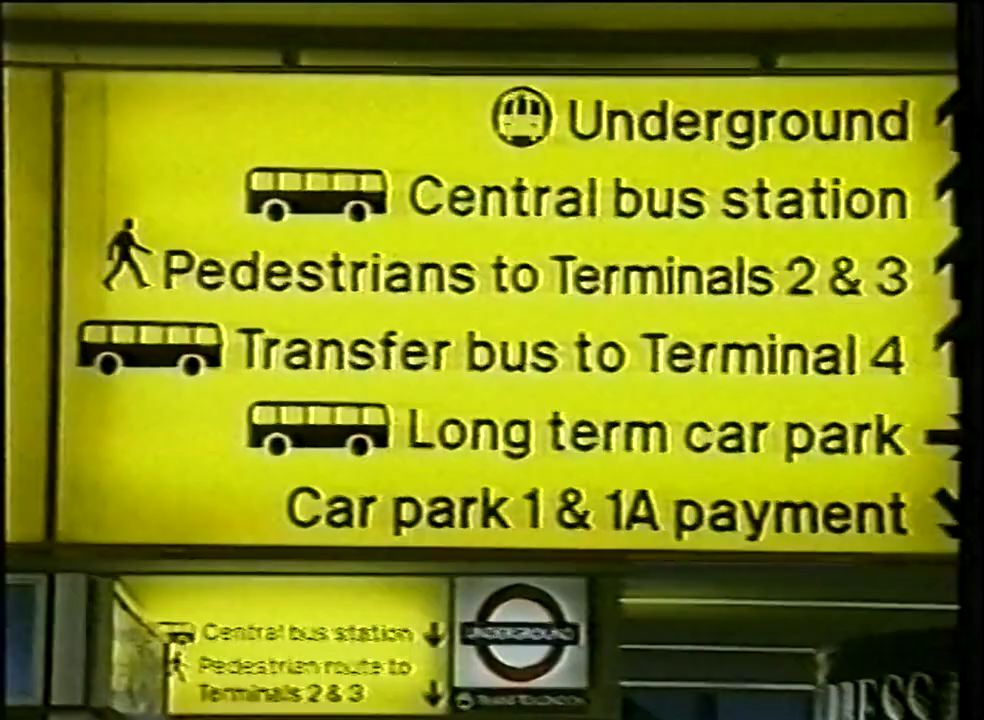 Underground
Central bus station
Pedestrians to Terminals 2 & 3
Transfer bus to Terminal 4
Long term car park
Car park 1 & 1A payment
Central bus station
Pedestrian route to
Terminals 2 & 3
UNDERGROUND